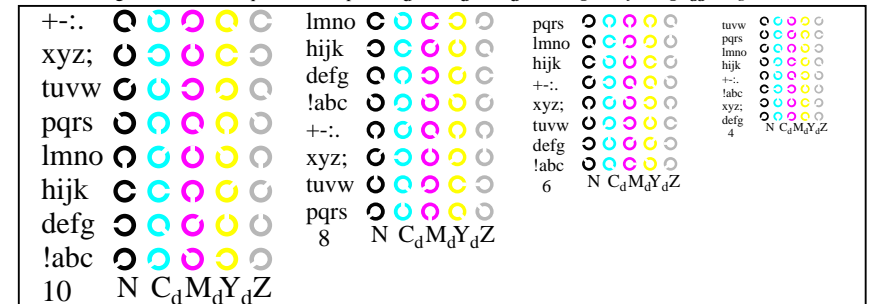 +-:.
xyz;
tuvw
pqrs
lmno
hijk
defg
!abc
10 N CdMdYdZ
lmno
hijk
defg
!abc
+-:.
xyz;
tuvw
pqrs
8 N CdMdYdZ
pqrs
lmno
hijk
+-:.
xyz;
tuvw
defg
!abc
6 N CdMdYdZ
tuvw
pqrs
lmno
hijk
+-:.
!abc
xyz;
defg
4 N CdMdYdZ